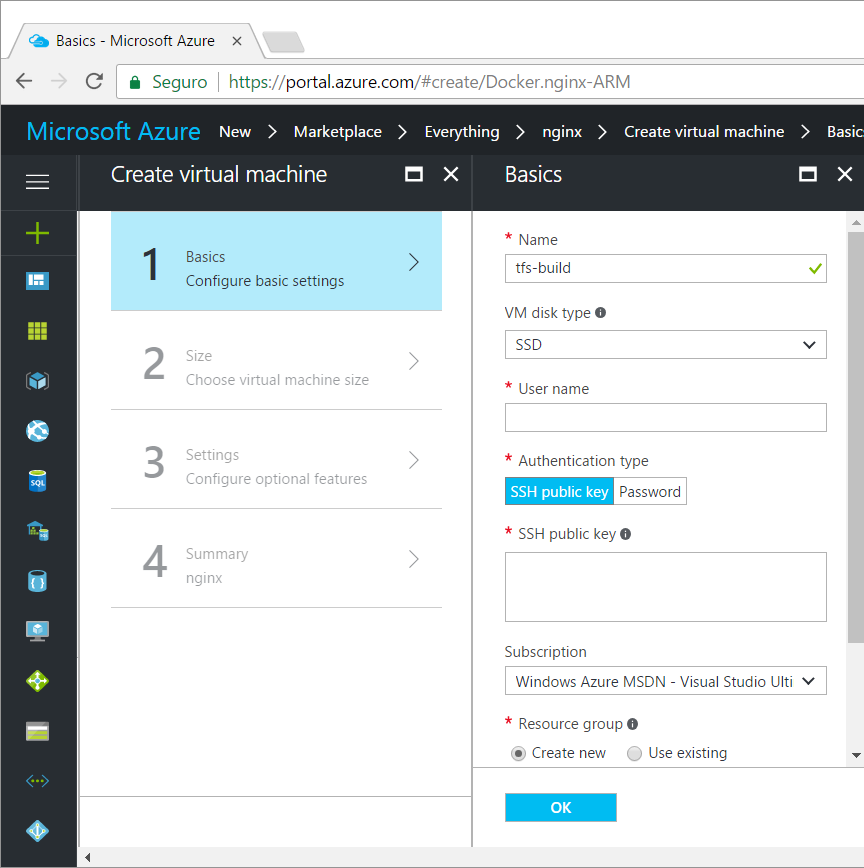 Basics - Microsoft Azure
Seguro https://portal.azure.com/#create/Docker.nginx-ARM
Microsoft Azure New Marketplace Everything nginx Create virtual machine Basics
Create virtual machine
1 Basics
Configure basic settings
2 Size
Choose virtual machine size
3 Settings
Configure optional features
4 Summary
nginx
Basics
* Name
tfs-build
VM disk type
SSD
* User name
* Authentication type
SSH public key Password
* SSH public key
Subscription
Windows Azure MSDN - Visual Studio Ulti
* Resource group
Create new Use existing
OK
SQL